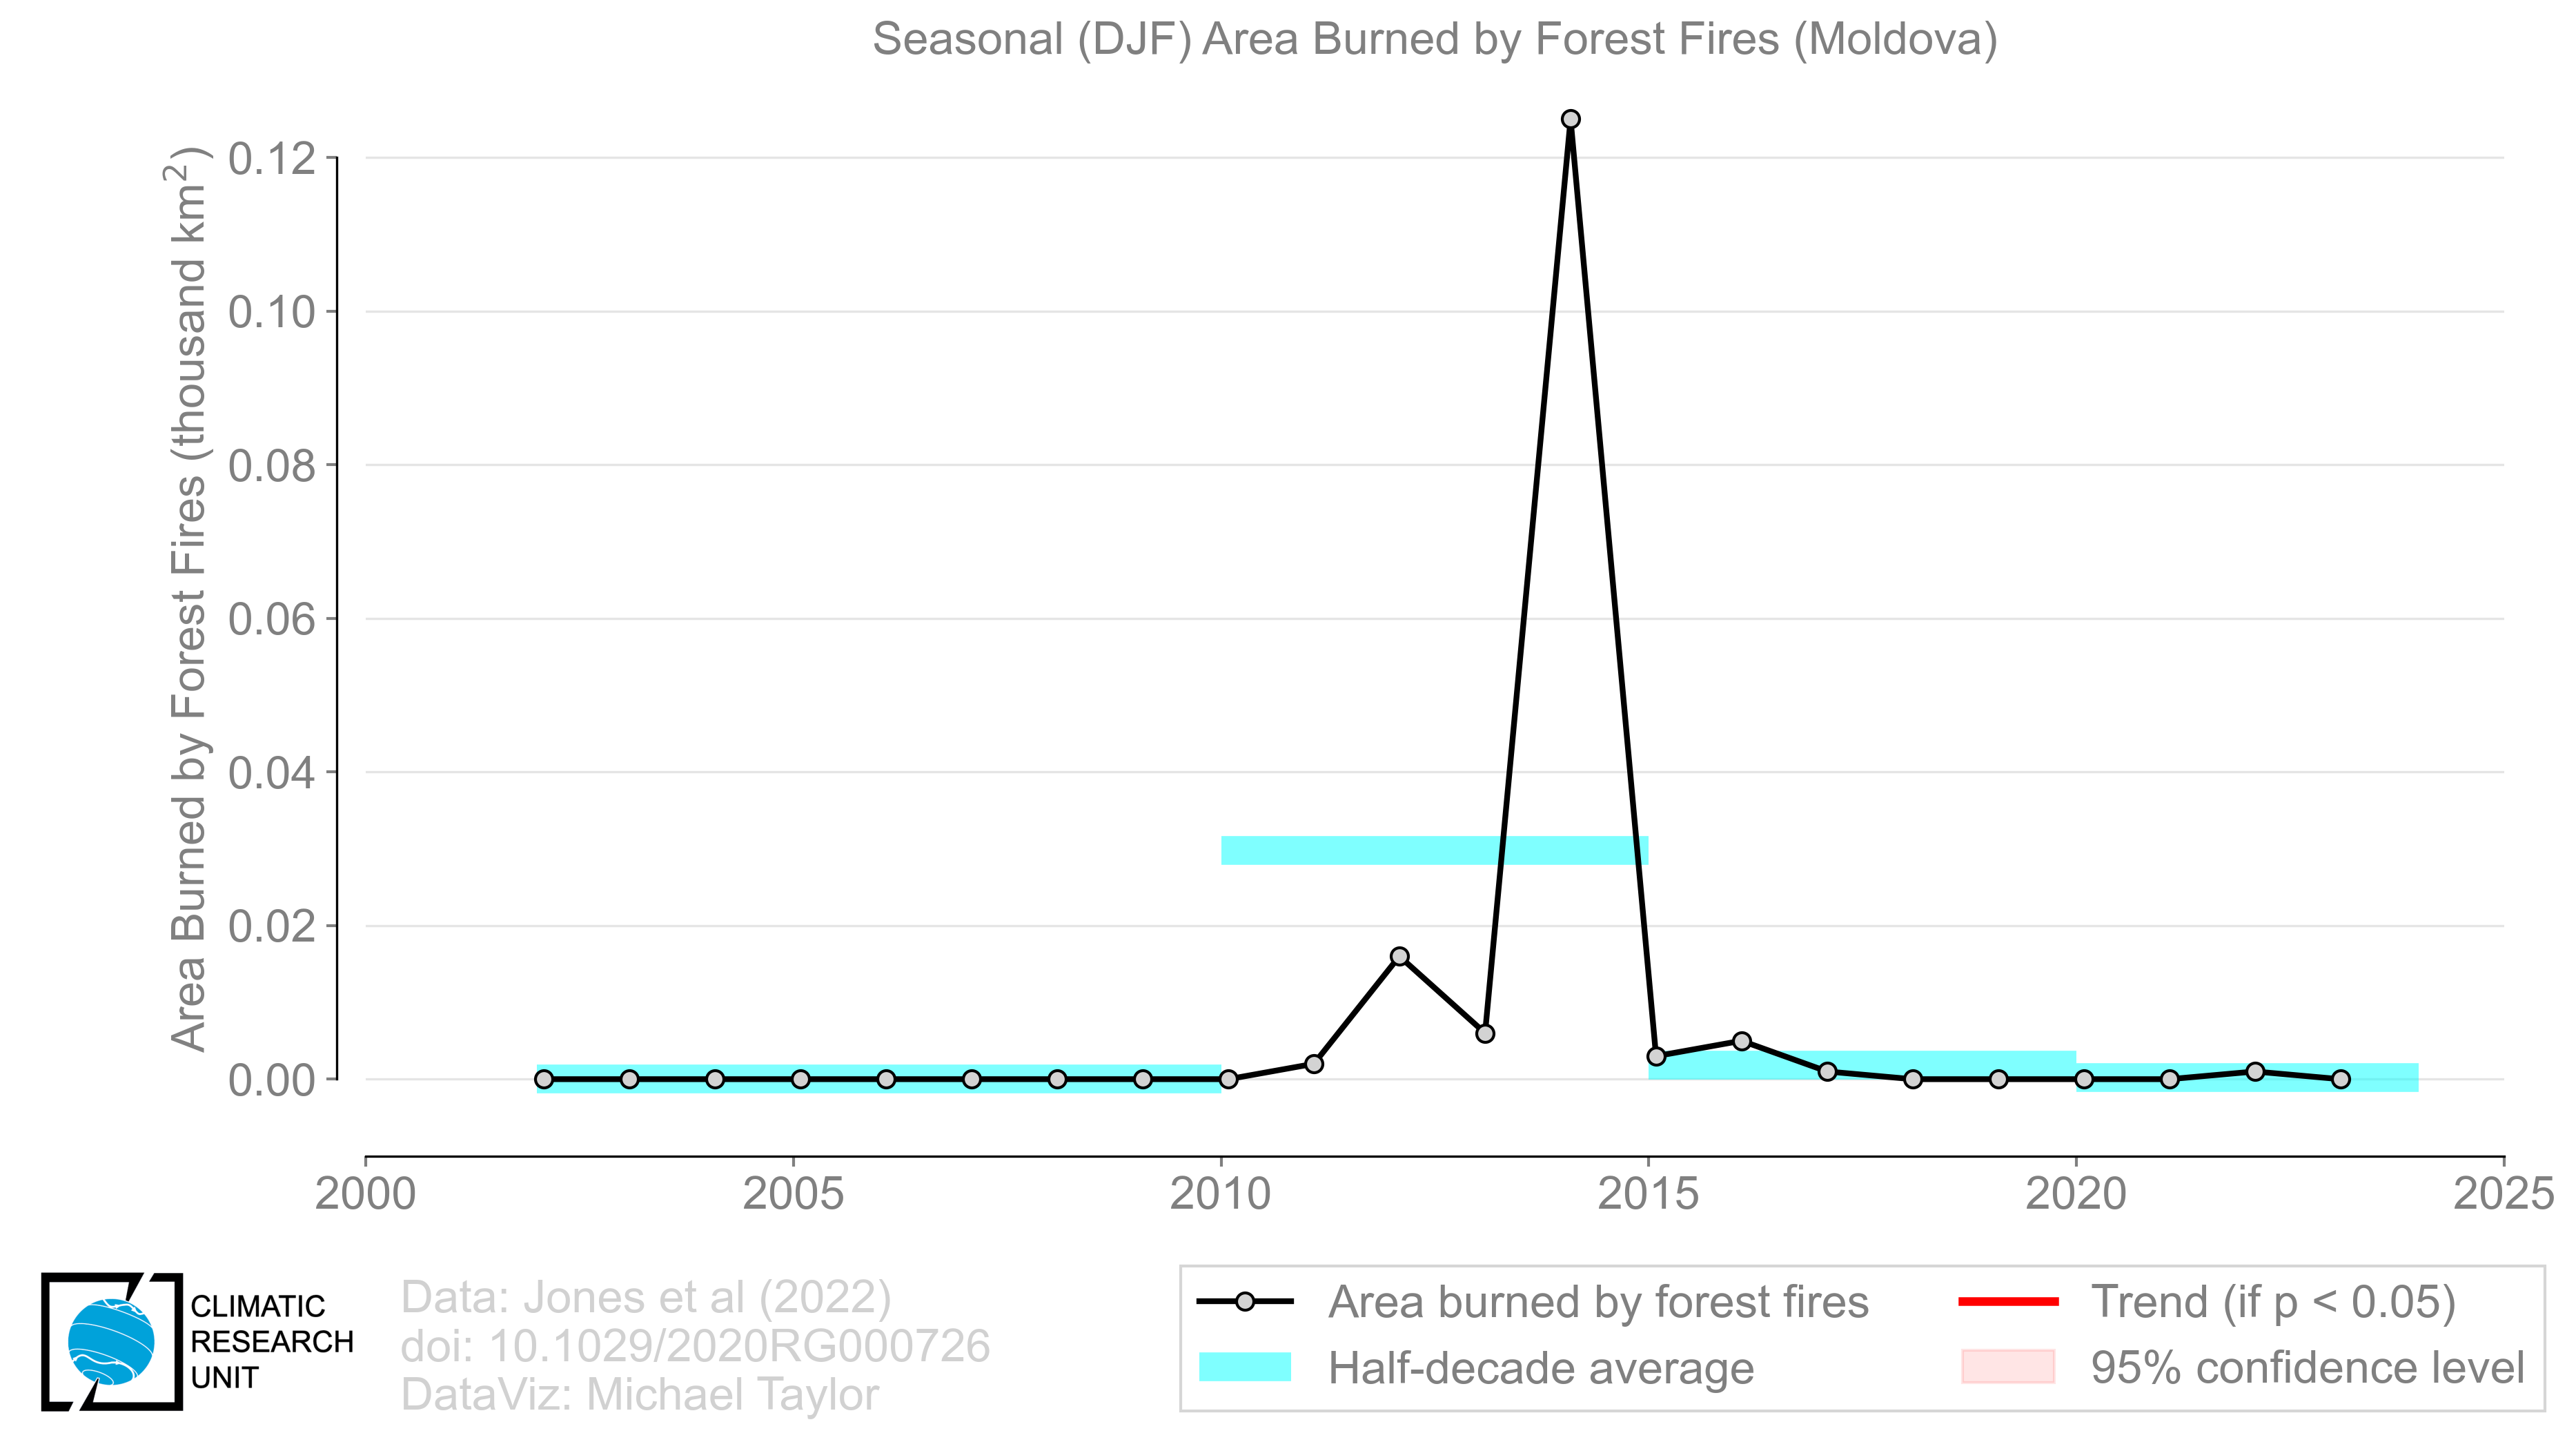 Seasonal (DJF) Area Burned by Forest Fires (Moldova)
Area Burned by Forest Fires (thousand km²)
0.12
0.10
0.08
0.06
0.04
0.02
0.00
2000 2005 2010 2015 2020 2025
CLIMATIC
RESEARCH
UNIT
Data: Jones et al (2022)
doi: 10.1029/2020RG000726
DataViz: Michael Taylor
Area burned by forest fires
Half-decade average
Trend (if p < 0.05)
95% confidence level